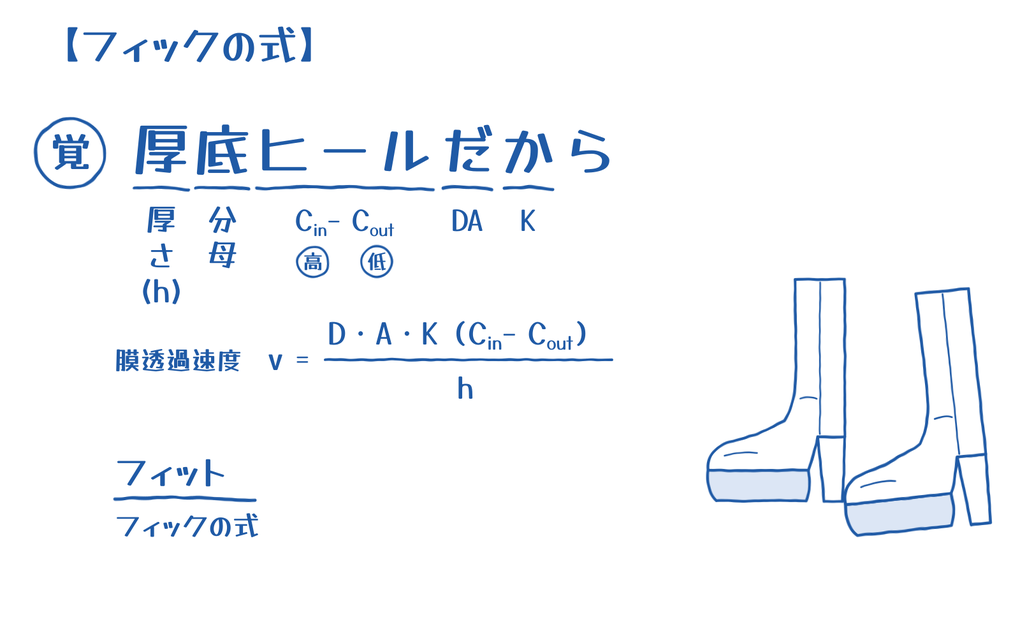 【フィックの式】
覚 厚底ヒールだから
厚さ(h) 分母 Cin- Cout DA K
高 低
膜透過速度 v = D・A・K (Cin- Cout) / h
フィット
フィックの式